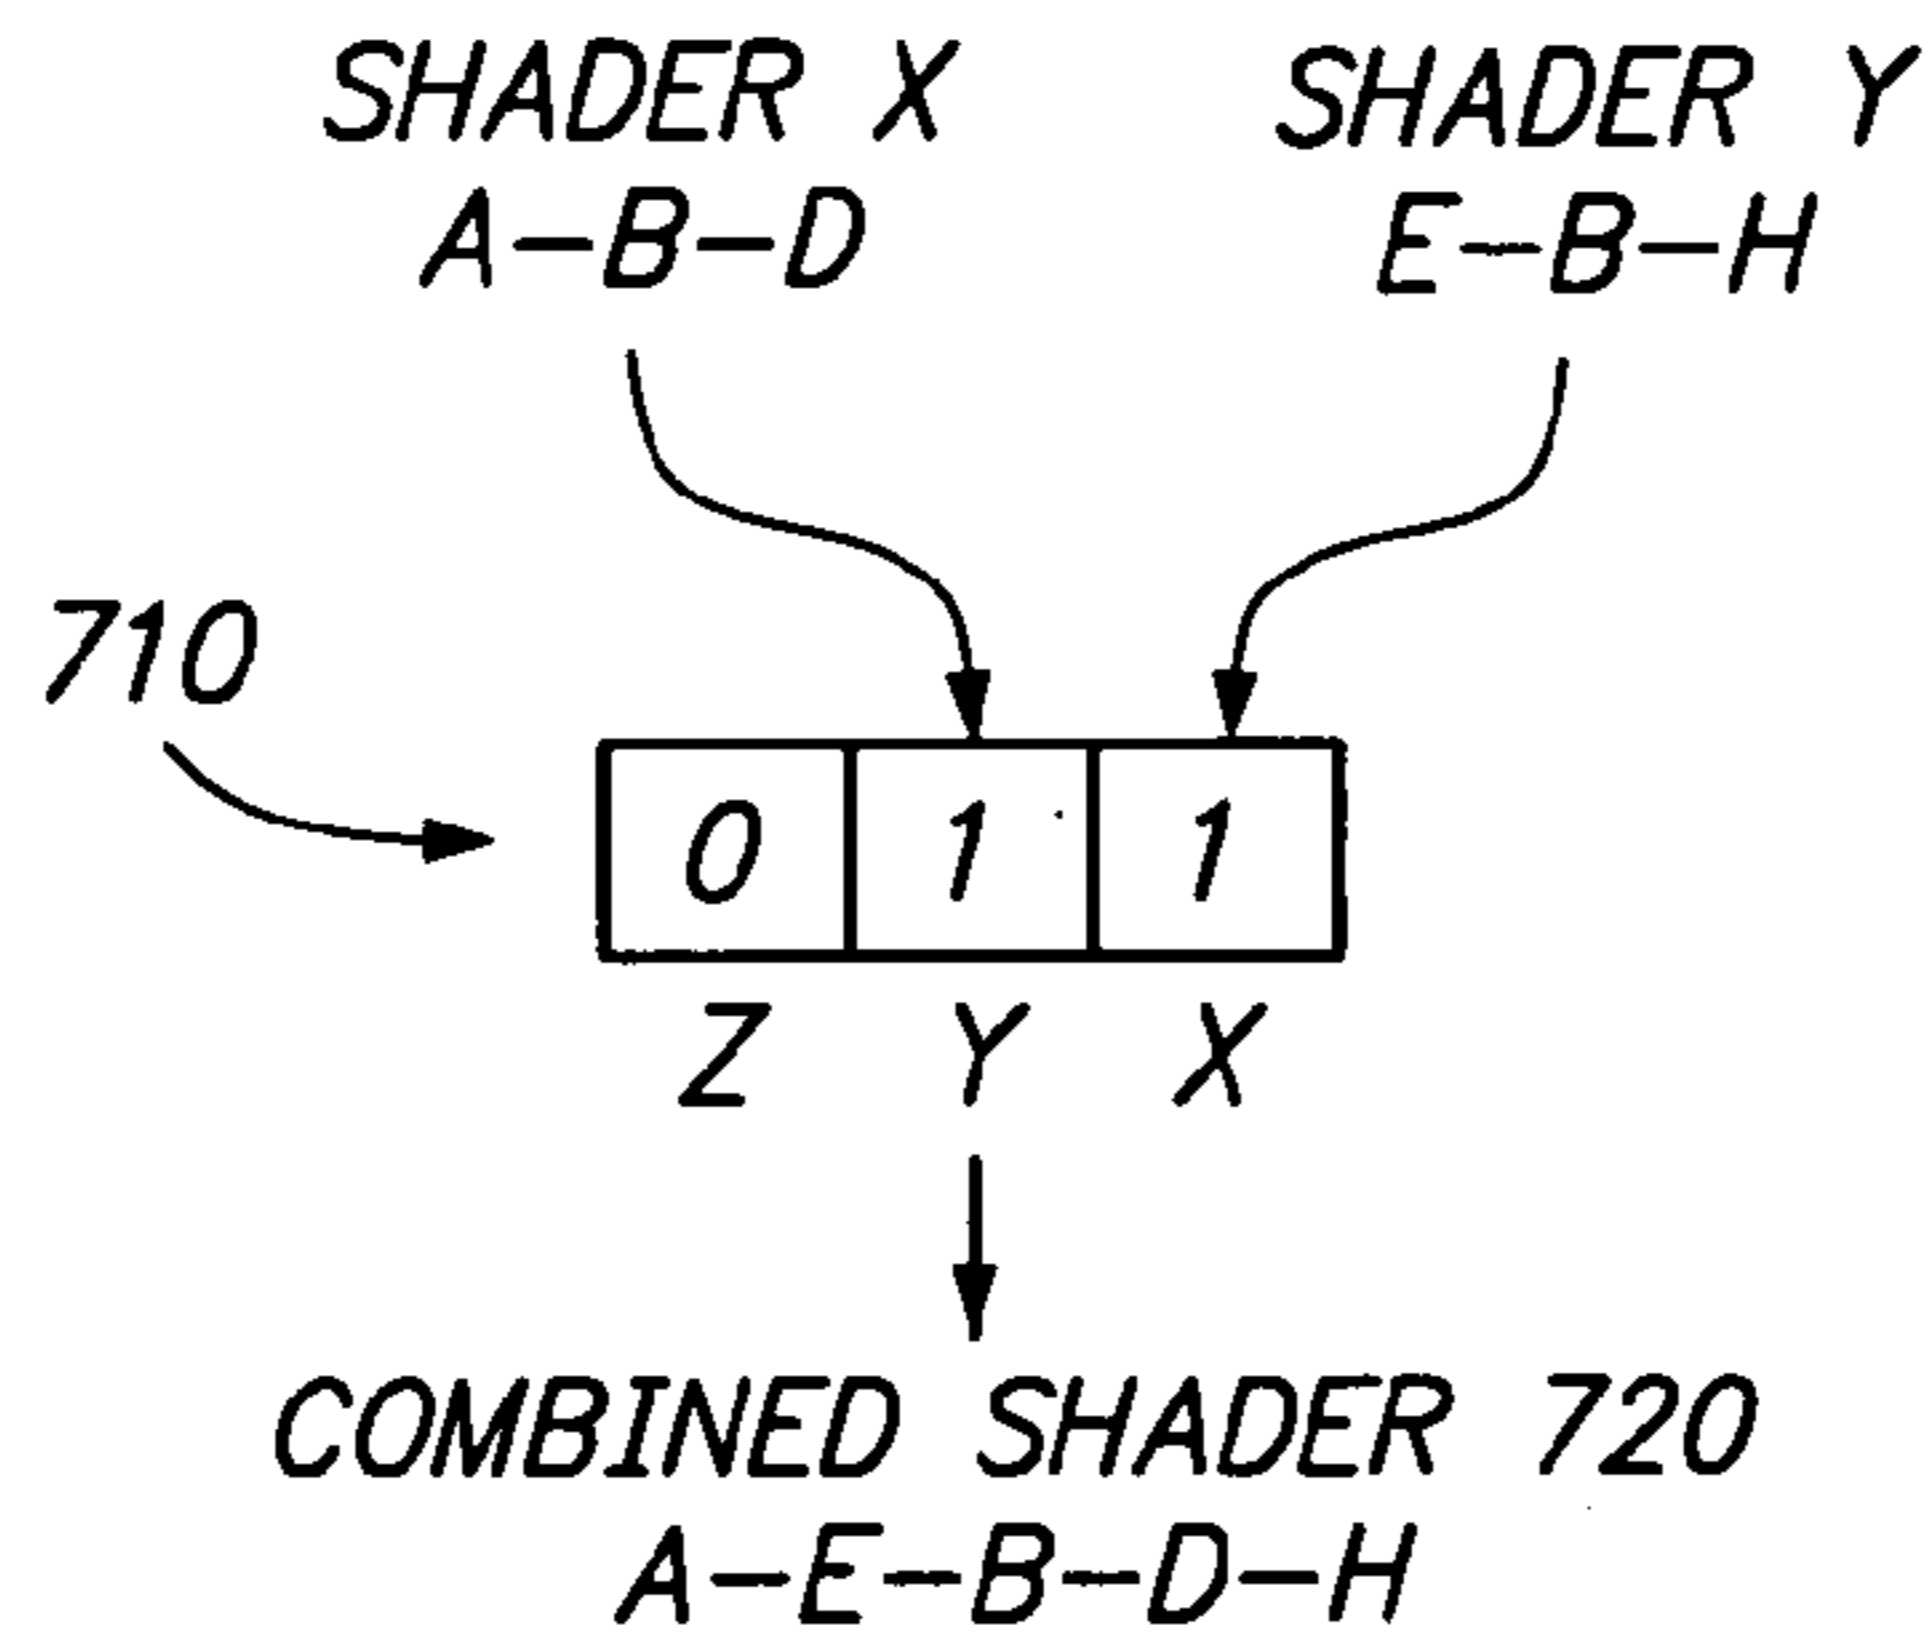 SHADER X SHADER Y
A-B-D E-B-H
710
0 1 1
Z Y X
COMBINED SHADER 720
A-E-B-D-H